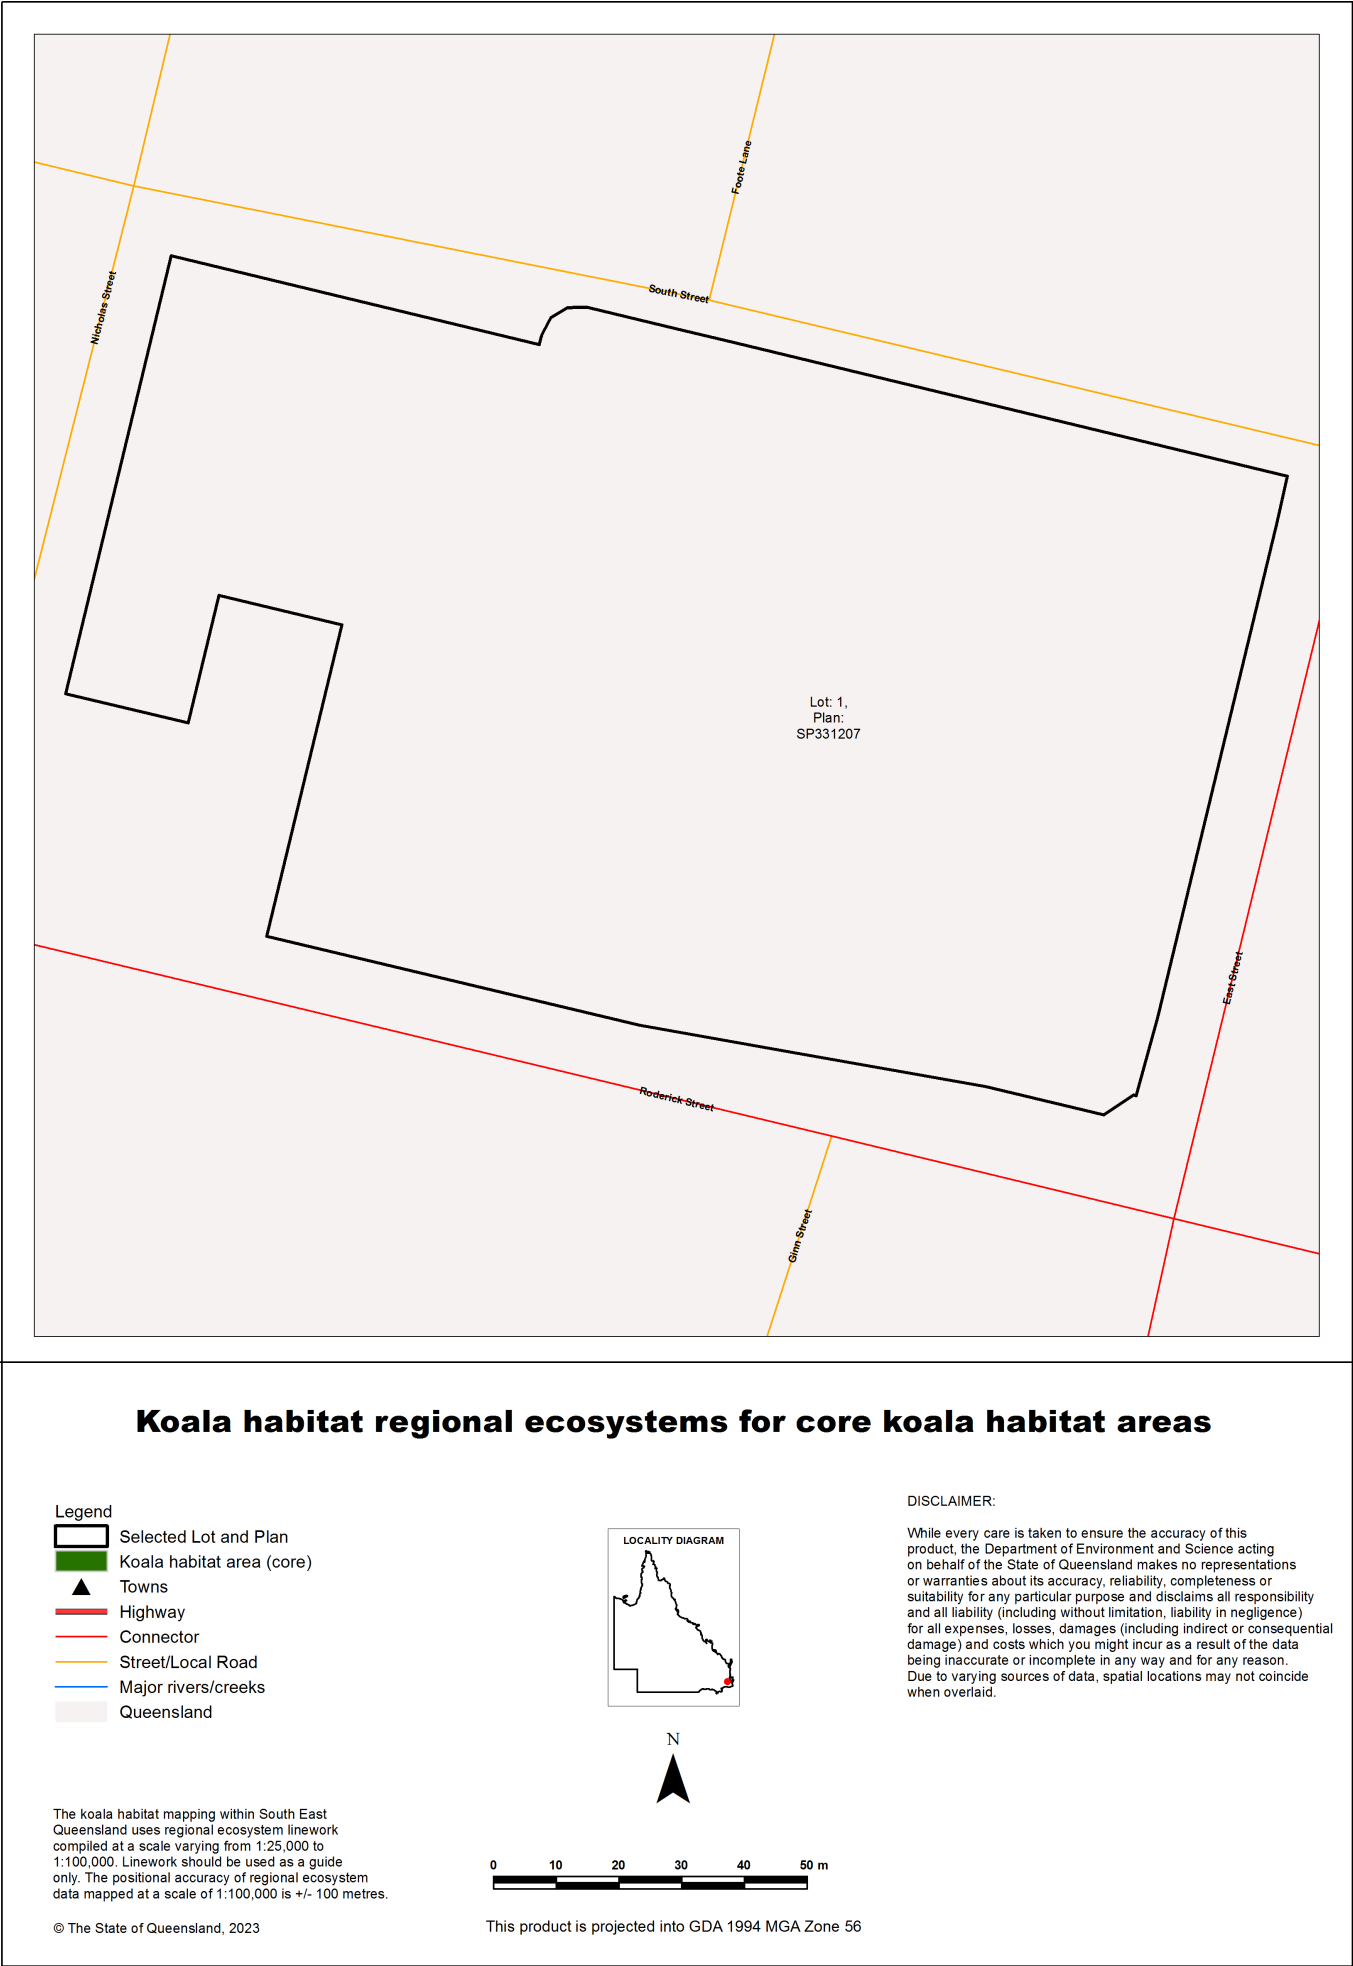 Foote Lane
Nicholas Street
South Street
Lot: 1,
Plan:
SP331207
East Street
Roderick Street
Ginn Street
Koala habitat regional ecosystems for core koala habitat areas
Legend
Selected Lot and Plan
Koala habitat area (core)
Towns
Highway
Connector
Street/Local Road
Major rivers/creeks
Queensland
The koala habitat mapping within South East
Queensland uses regional ecosystem linework
compiled at a scale varying from 1:25,000 to
1:100,000. Linework should be used as a guide
only. The positional accuracy of regional ecosystem
data mapped at a scale of 1:100,000 is +/- 100 metres.
© The State of Queensland, 2023
LOCALITY DIAGRAM
N
0 10 20 30 40 50 m
This product is projected into GDA 1994 MGA Zone 56
DISCLAIMER:
While every care is taken to ensure the accuracy of this
product, the Department of Environment and Science acting
on behalf of the State of Queensland makes no representations
or warranties about its accuracy, reliability, completeness or
suitability for any particular purpose and disclaims all responsibility
and all liability (including without limitation, liability in negligence)
for all expenses, losses, damages (including indirect or consequential
damage) and costs which you might incur as a result of the data
being inaccurate or incomplete in any way and for any reason.
Due to varying sources of data, spatial locations may not coincide
when overlaid.